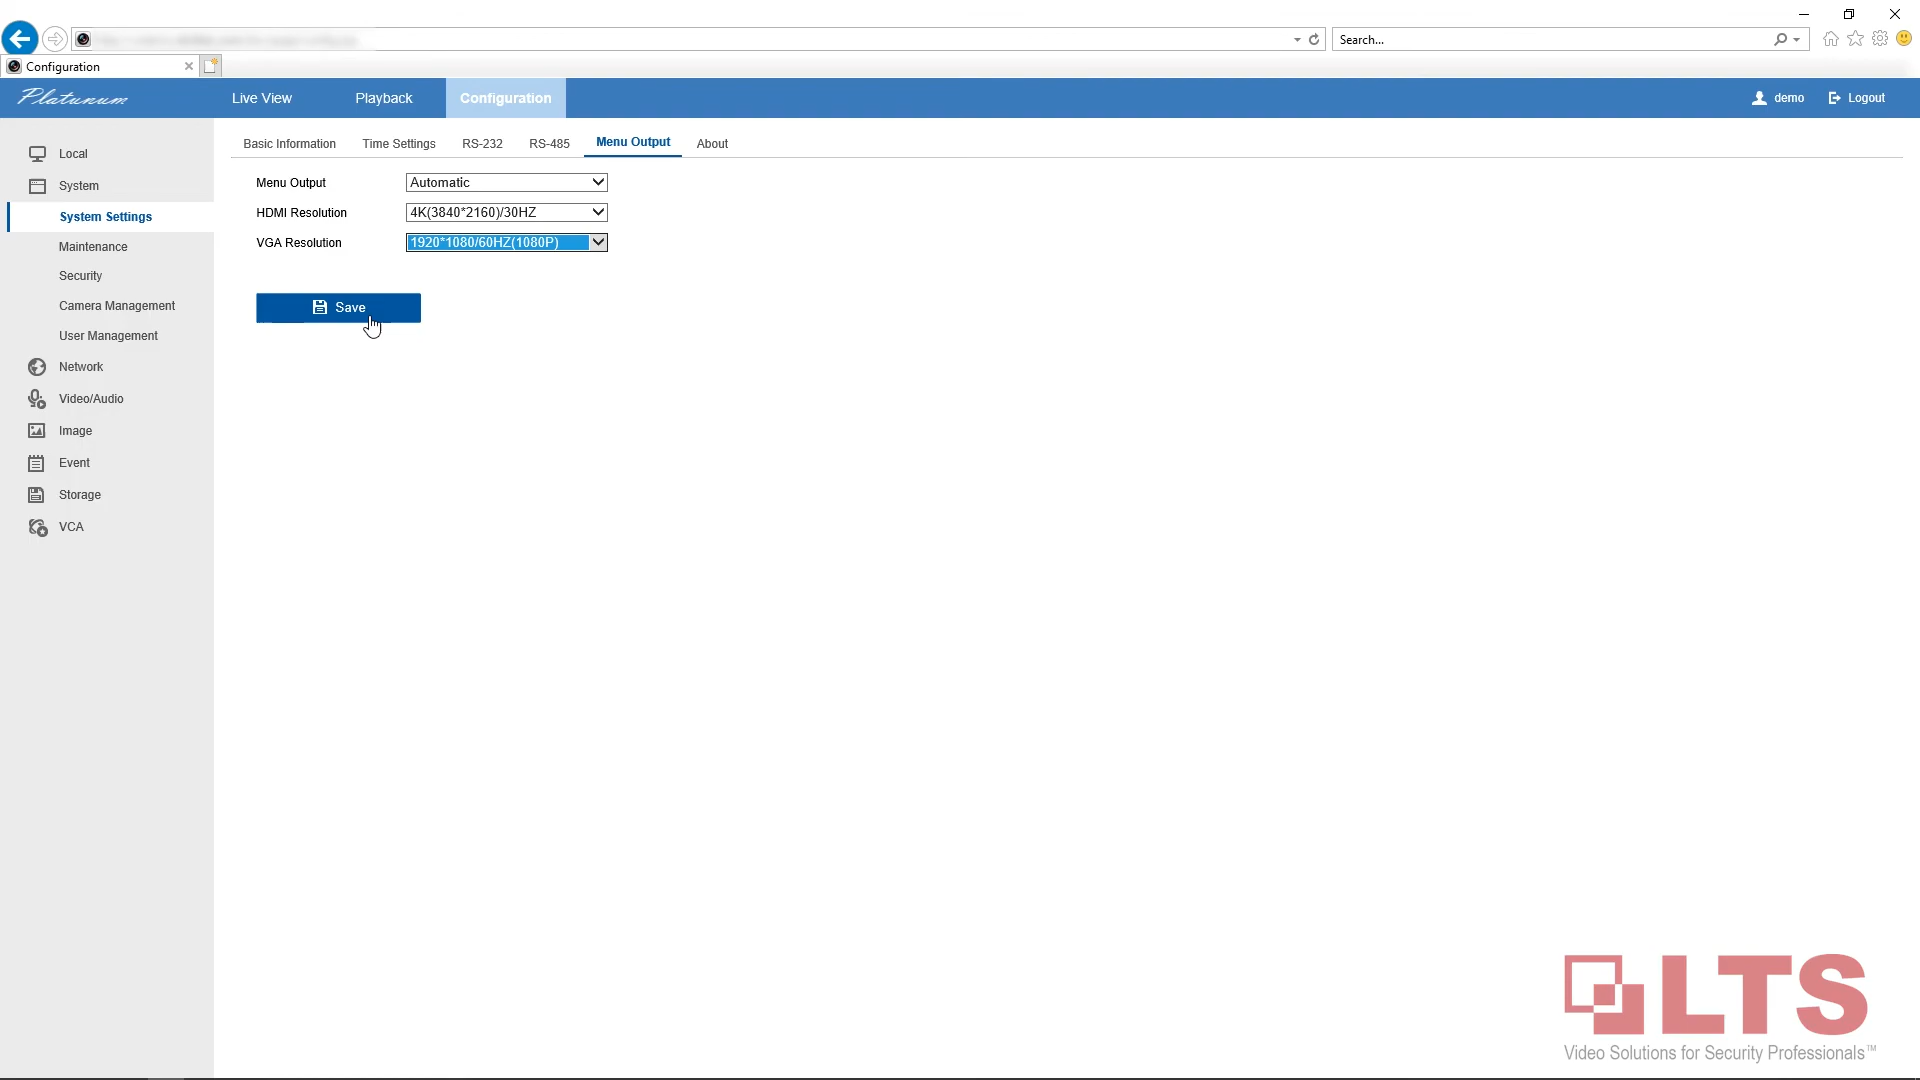 Search...
Configuration
Platunum
Live View
Playback
Configuration
demo
Logout
Basic Information
Time Settings
RS-232
RS-485
Menu Output
About
Local
System
System Settings
Maintenance
Security
Camera Management
User Management
Network
Video/Audio
Image
Event
Storage
VCA
Menu Output
Automatic
HDMI Resolution
4K(3840*2160)/30HZ
VGA Resolution
1920*1080/60HZ(1080P)
Save
LTS
Video Solutions for Security Professionals™